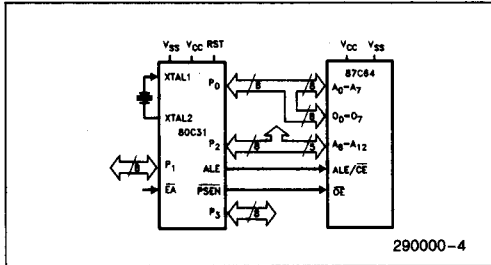 VSS VCC RST
VCC VSS
XTAL1
P0
8
8
87C64
A0-A7
8
O0=O7
XTAL2
80C31
P2
8
5
A8-A12
P1
8
ALE
ALE/CE
EA
PSEN
OE
P3
8
290000-4